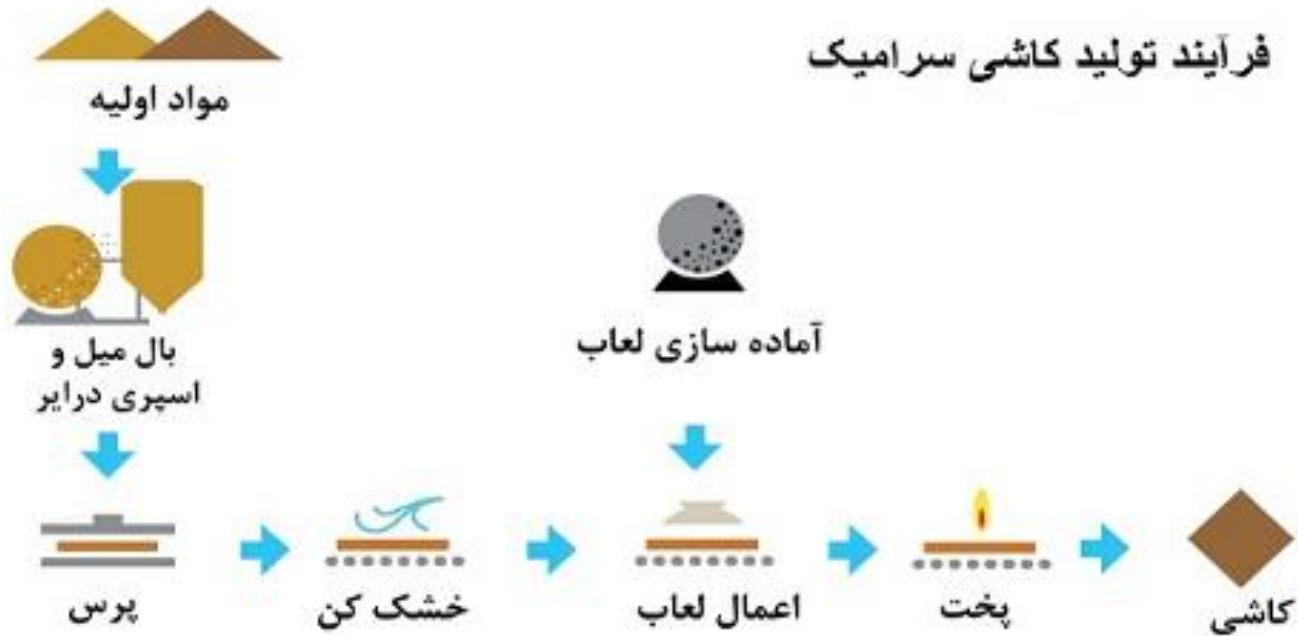 فرآیند تولید کاشی سرامیک
مواد اولیه
بال میل و
اسپری درایر
آماده سازی لعاب
پرس
خشک کن
اعمال لعاب
پخت
کاشی